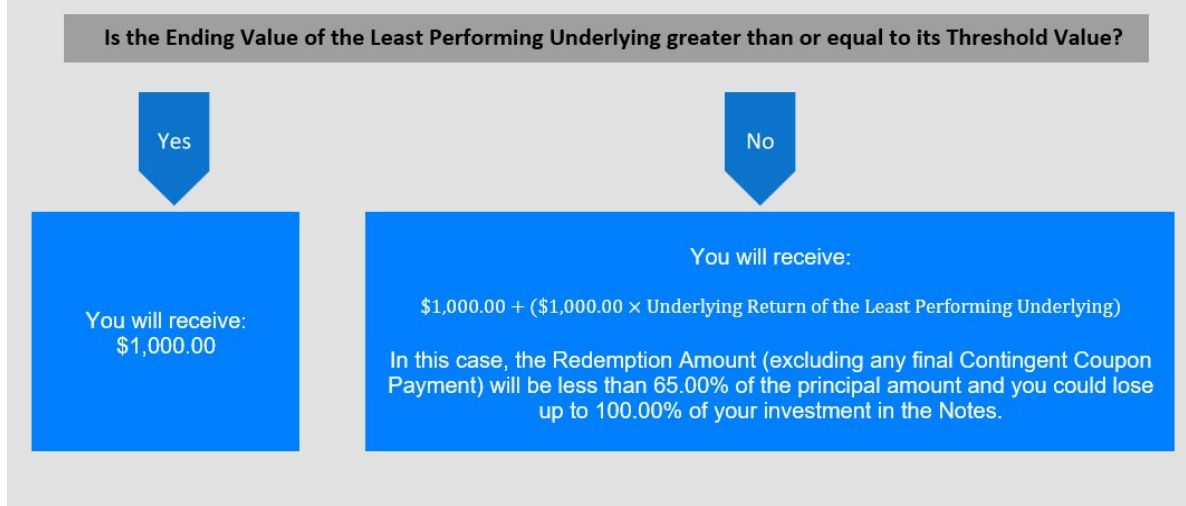 Is the Ending Value of the Least Performing Underlying greater than or equal to its Threshold Value?
Yes
No
You will receive:
$1,000.00
You will receive:
$1,000.00 + ($1,000.00 × Underlying Return of the Least Performing Underlying)
In this case, the Redemption Amount (excluding any final Contingent Coupon
Payment) will be less than 65.00% of the principal amount and you could lose
up to 100.00% of your investment in the Notes.